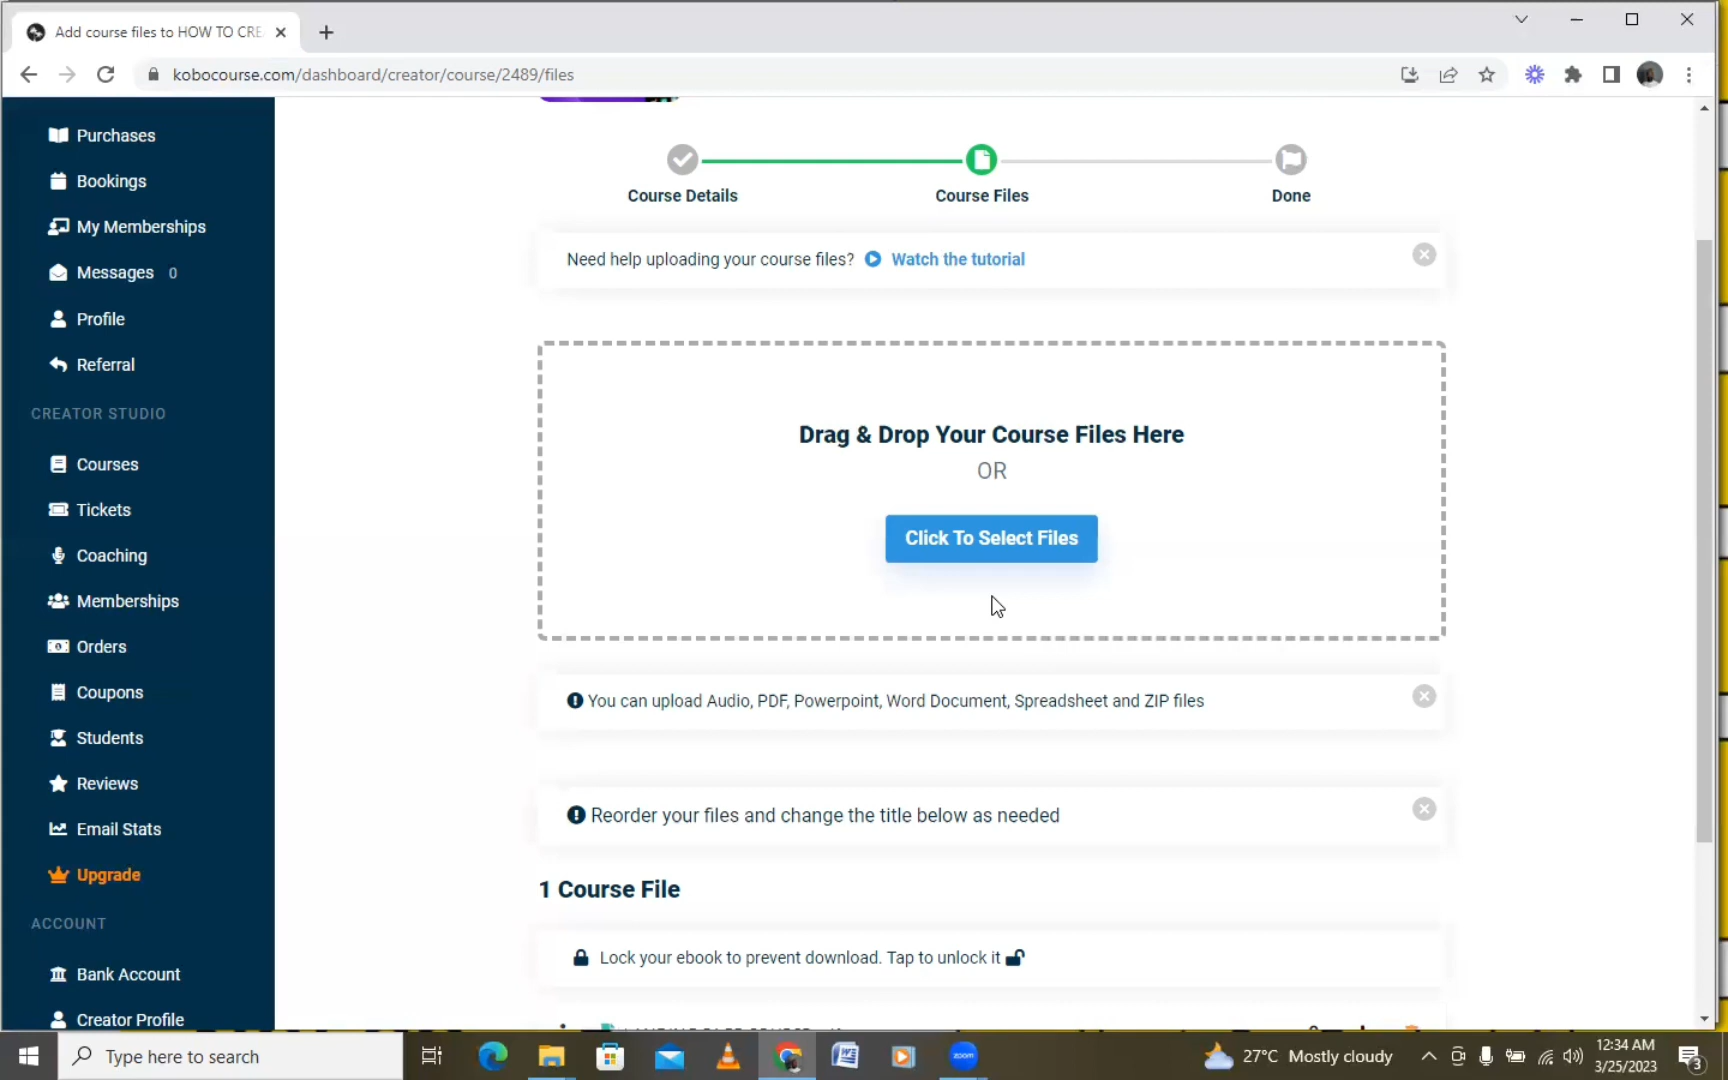 Add course files to HOW TO CRE
kobocourse.com/dashboard/creator/course/2489/files
Purchases
Bookings
My Memberships
Messages 0
Profile
Referral
CREATOR STUDIO
Courses
Tickets
Coaching
Memberships
Orders
Coupons
Students
Reviews
Email Stats
Upgrade
ACCOUNT
Bank Account
Creator Profile
Course Details
Course Files
Done
Need help uploading your course files? Watch the tutorial
Drag & Drop Your Course Files Here
OR
Click To Select Files
You can upload Audio, PDF, Powerpoint, Word Document, Spreadsheet and ZIP files
Reorder your files and change the title below as needed
1 Course File
Lock your ebook to prevent download. Tap to unlock it
Type here to search
zoom
27°C Mostly cloudy
12:34 AM
3/25/2023
3